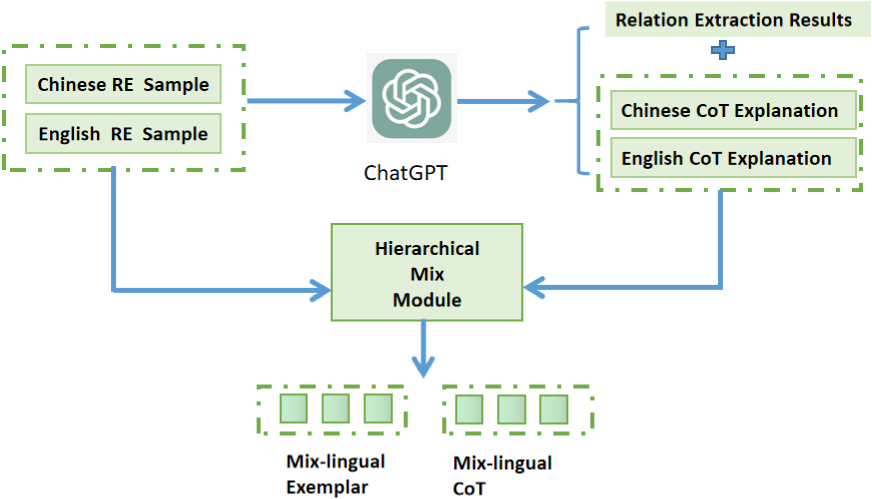 Relation Extraction Results
Chinese RE Sample
English RE Sample
ChatGPT
Chinese CoT Explanation
English CoT Explanation
Hierarchical
Mix
Module
Mix-lingual
Exemplar
Mix-lingual
CoT